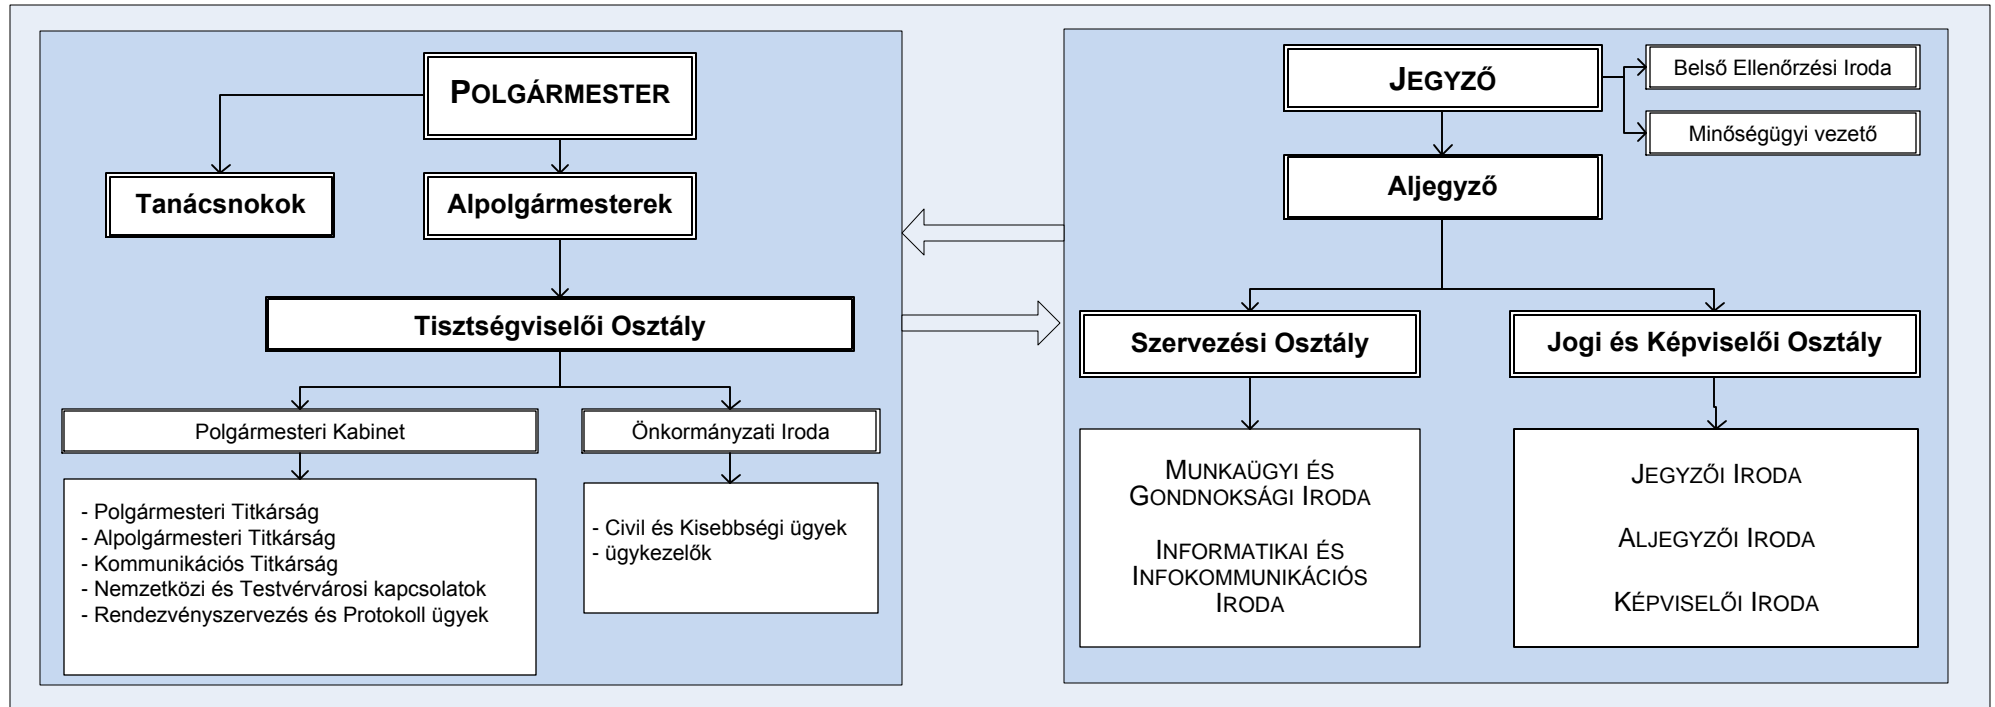 POLGÁRMESTER
Tanácsnokok
Alpolgármesterek
Tisztségviselői Osztály
Polgármesteri Kabinet
Önkormányzati Iroda
- Polgármesteri Titkárság
- Alpolgármesteri Titkárság
- Kommunikációs Titkárság
- Nemzetközi és Testvérvárosi kapcsolatok
- Rendezvényszervezés és Protokoll ügyek
- Civil és Kisebbségi ügyek
- ügykezelők
JEGYZŐ
Belső Ellenőrzési Iroda
Minőségügyi vezető
Aljegyző
Szervezési Osztály
Jogi és Képviselői Osztály
MUNKAÜGYI ÉS
GONDNOKSÁGI IRODA
INFORMATIKAI ÉS
INFOKOMMUNIKÁCIÓS
IRODA
JEGYZŐI IRODA
ALJEGYZŐI IRODA
KÉPVISELŐI IRODA